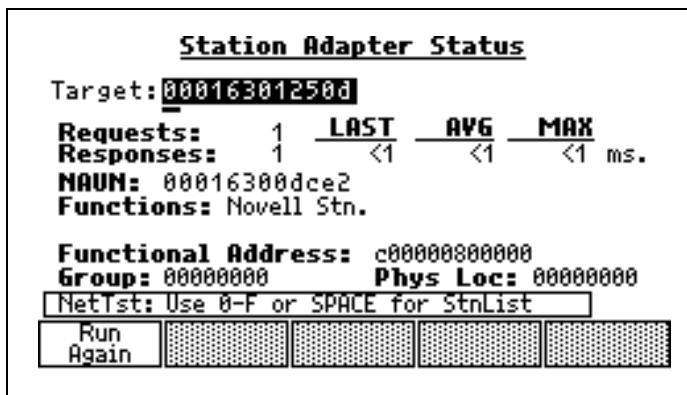 Station Adapter Status
Target: 00016301250d
Requests: 1 LAST AVG MAX
Responses: 1 <1 <1 <1 ms.
NAUN: 00016300dce2
Functions: Novell Stn.
Functional Address: c00000800000
Group: 00000000 Phys Loc: 00000000
NetTst: Use 0-F or SPACE for StnList
Run
Again